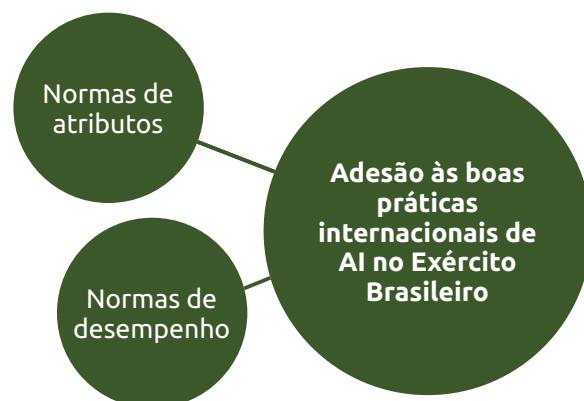 Normas de
atributos
Adesão às boas
práticas
internacionais de
AI no Exército
Brasileiro
Normas de
desempenho